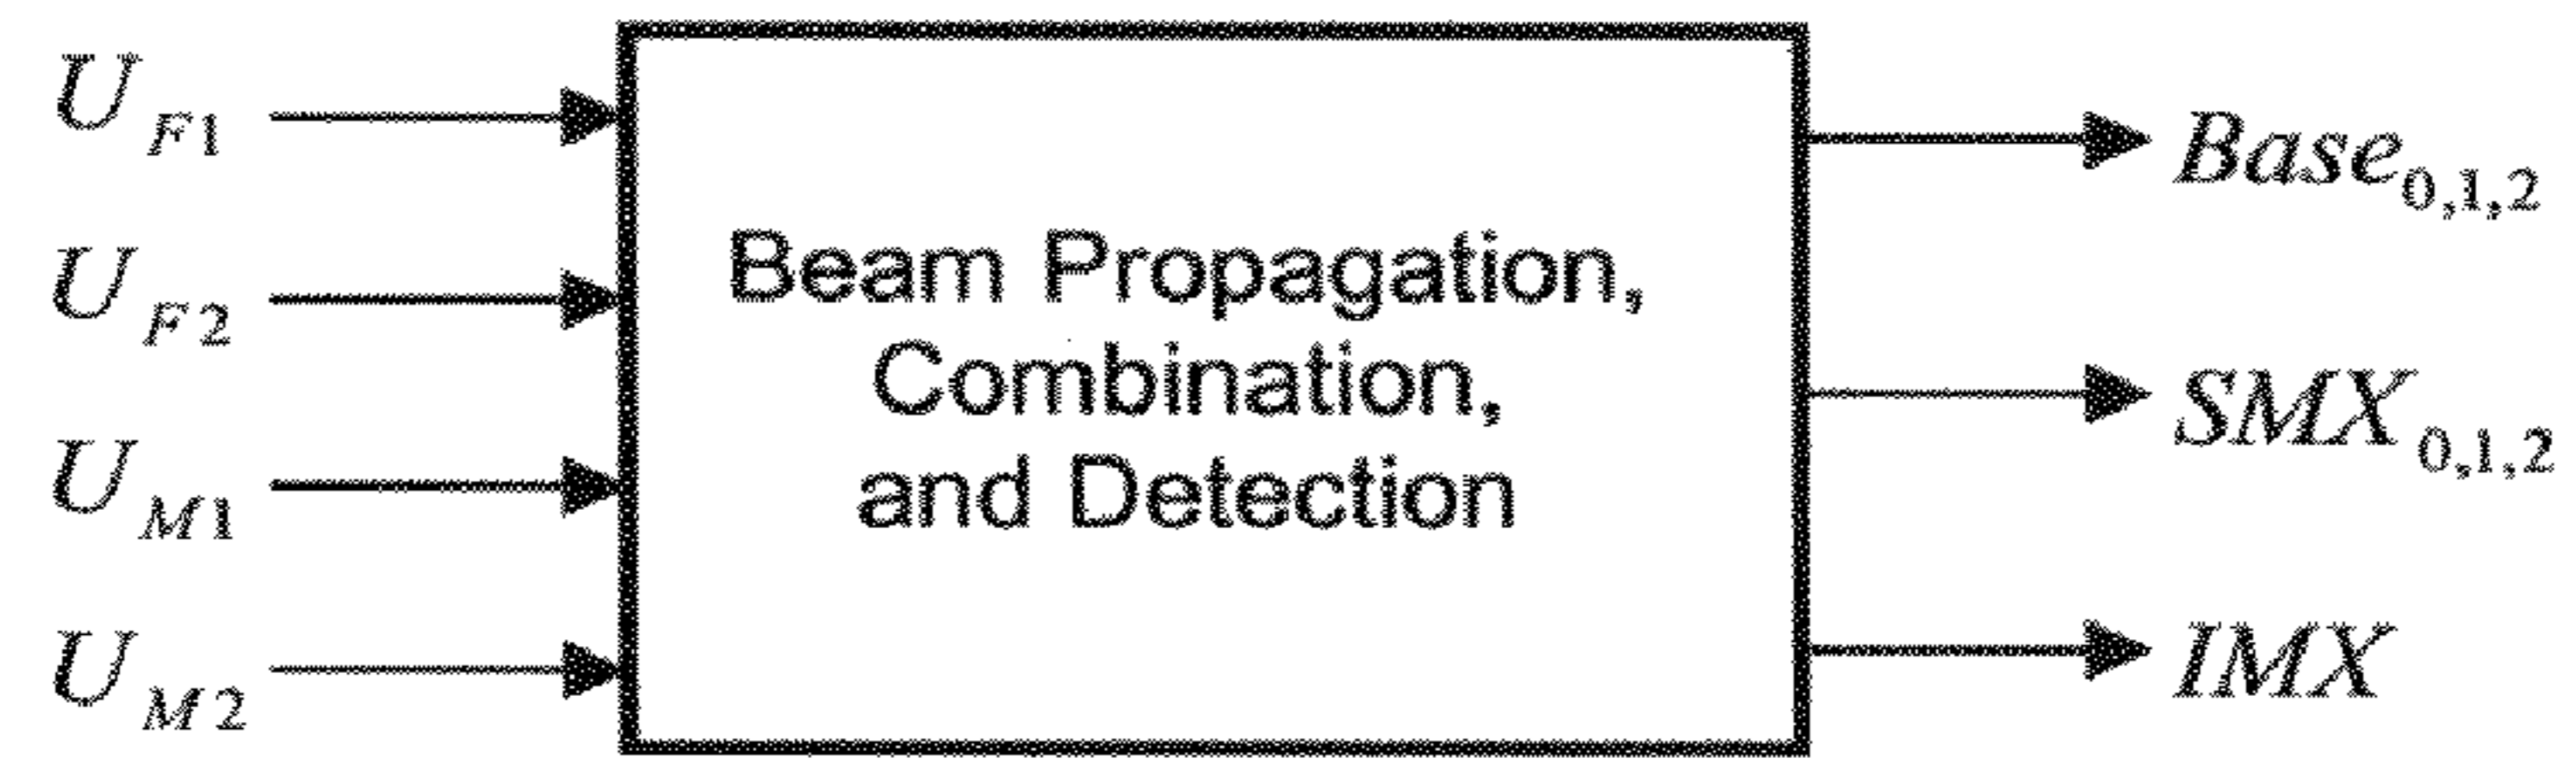 U_F1
U_F2
U_M1
U_M2
Beam Propagation,
Combination,
and Detection
Base_0,1,2
SMX_0,1,2
IMX